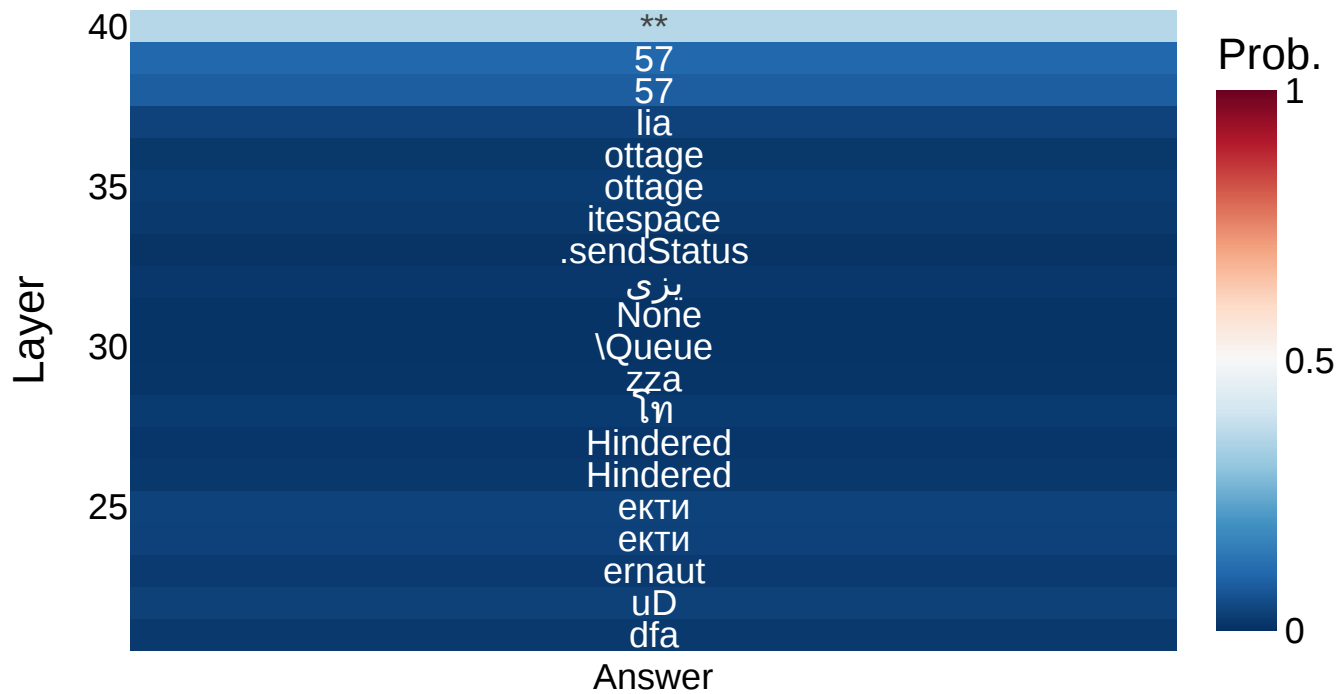 40
**
Prob.
57
1
57
lia
ottage
35
ottage
itespace
.sendStatus
یزی
None
Layer
30
\Queue
0.5
zza
โท
Hindered
Hindered
25
екти
екти
ernaut
uD
0
dfa
Answer